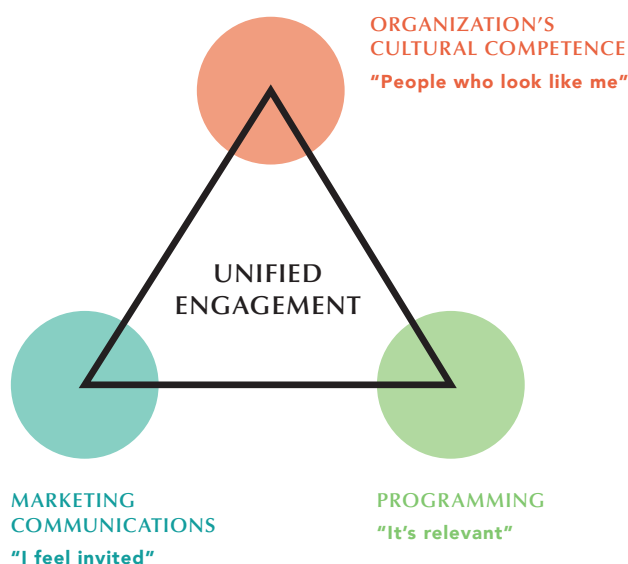 ORGANIZATION’S
CULTURAL COMPETENCE
“People who look like me”
UNIFIED
ENGAGEMENT
MARKETING
COMMUNICATIONS
“I feel invited”
PROGRAMMING
“It’s relevant“